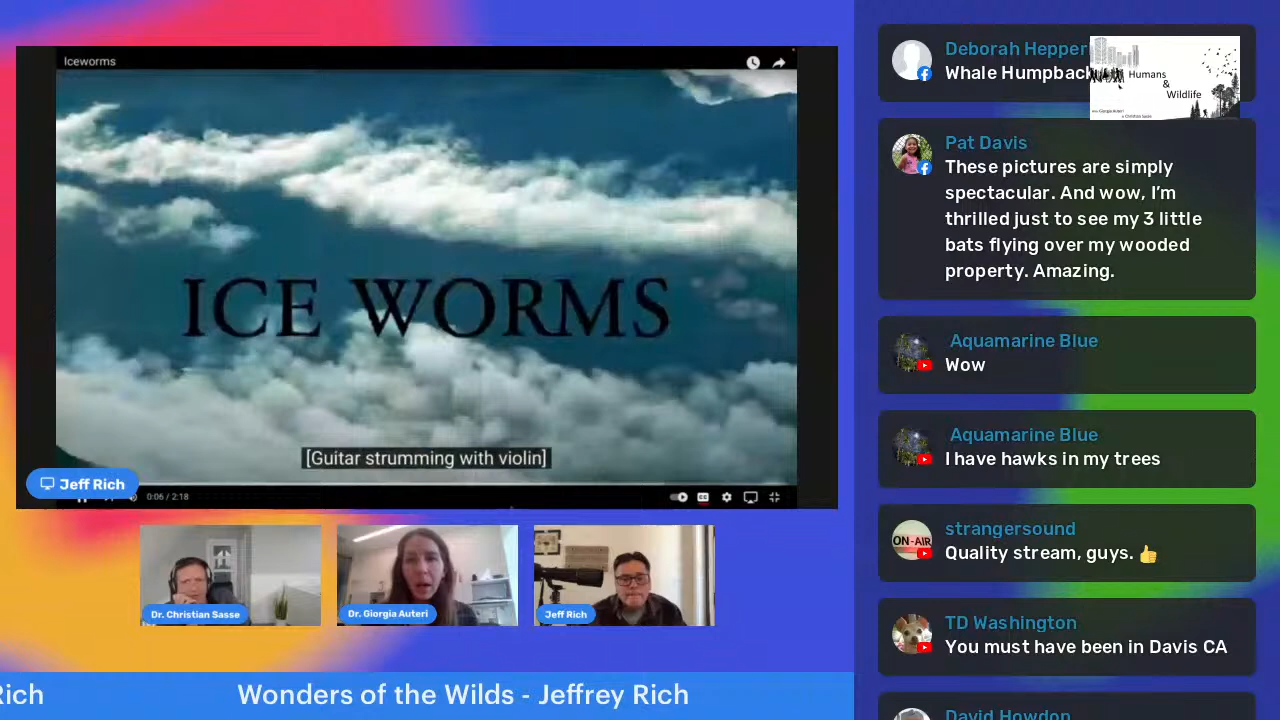 Iceworms
ICE WORMS
[Guitar strumming with violin]
Jeff Rich
0:06 / 2:18
Dr. Christian Sasse
Dr. Giorgia Auteri
Jeff Rich
Rich
Wonders of the Wilds - Jeffrey Rich
Deborah Hepper
Whale Humpback
Humans
&
Wildlife
Pat Davis
These pictures are simply
spectacular. And wow, I’m
thrilled just to see my 3 little
bats flying over my wooded
property. Amazing.
Aquamarine Blue
Wow
Aquamarine Blue
I have hawks in my trees
ON-AIR
strangersound
Quality stream, guys. 👍
TD Washington
You must have been in Davis CA
David Howdon